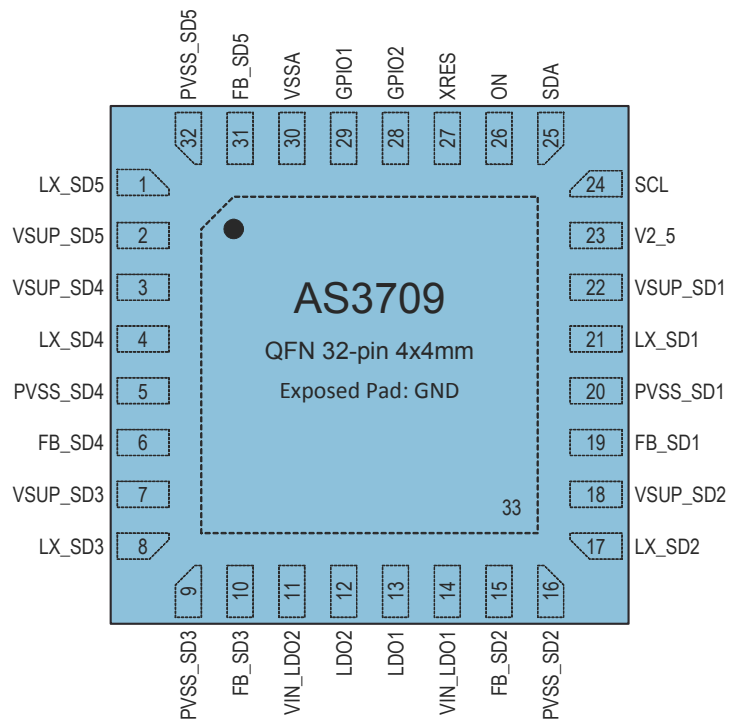 PVSS_SD5
FB_SD5
VSSA
GPIO1
GPIO2
XRES
ON
SDA
32
31
30
29
28
27
26
25
LX_SD5 1
VSUP_SD5 2
VSUP_SD4 3
LX_SD4 4
PVSS_SD4 5
FB_SD4 6
VSUP_SD3 7
LX_SD3 8
AS3709
QFN 32-pin 4x4mm
Exposed Pad: GND
33
24 SCL
23 V2_5
22 VSUP_SD1
21 LX_SD1
20 PVSS_SD1
19 FB_SD1
18 VSUP_SD2
17 LX_SD2
9
10
11
12
13
14
15
16
PVSS_SD3
FB_SD3
VIN_LDO2
LDO2
LDO1
VIN_LDO1
FB_SD2
PVSS_SD2